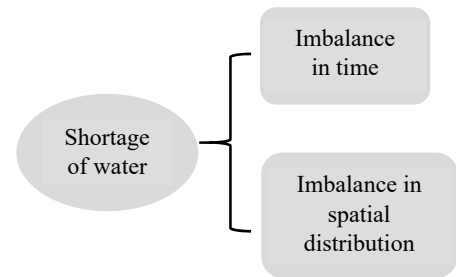 Imbalance
in time
Shortage
of water
Imbalance in
spatial
distribution